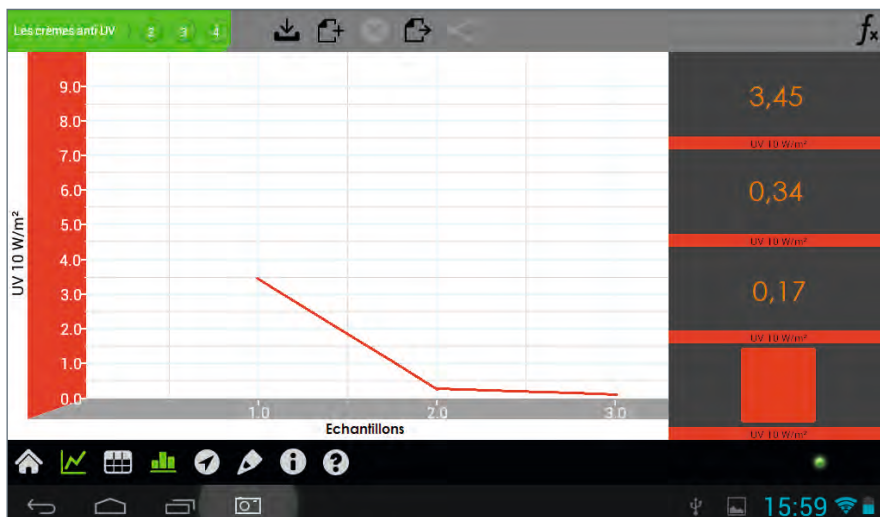 Les crèmes anti UV 2 3 4
fx
UV 10 W/m²
9.0
8.0
7.0
6.0
5.0
4.0
3.0
2.0
1.0
0.0
1.0 2.0 3.0
Echantillons
3,45
UV 10 W/m²
0,34
UV 10 W/m²
0,17
UV 10 W/m²
UV 10 W/m²
15:59